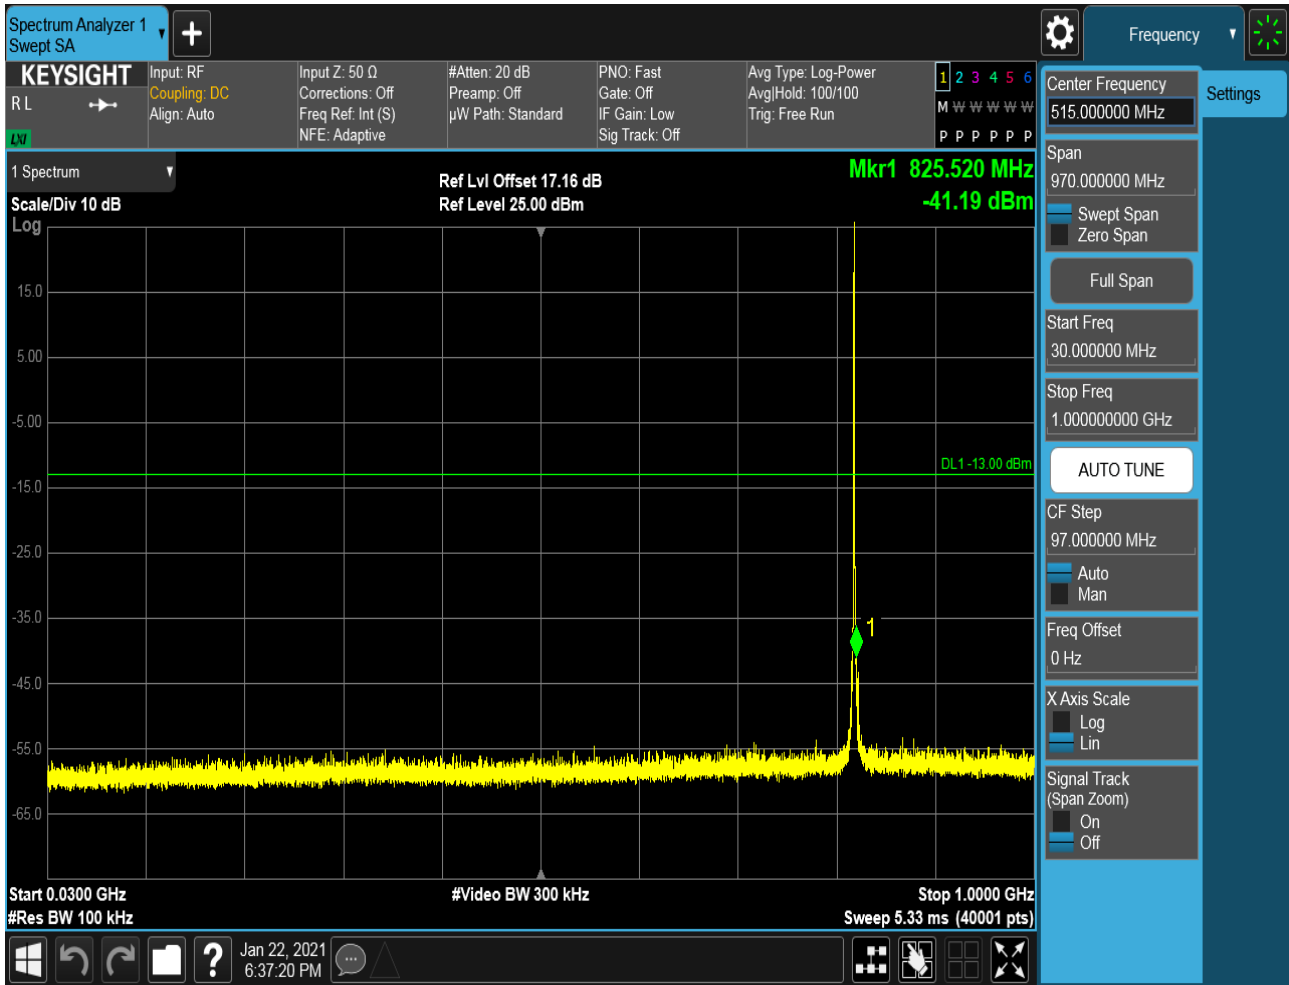 Spectrum Analyzer 1
Swept SA
Frequency
KEYSIGHT
R L
LXI
Input: RF
Coupling: DC
Align: Auto
Input Z: 50 Ω
Corrections: Off
Freq Ref: Int (S)
NFE: Adaptive
#Atten: 20 dB
Preamp: Off
µW Path: Standard
PNO: Fast
Gate: Off
IF Gain: Low
Sig Track: Off
Avg Type: Log-Power
Avg|Hold: 100/100
Trig: Free Run
1 2 3 4 5 6
M W W W W W
P P P P P P
1 Spectrum
Scale/Div 10 dB
Log
Ref Lvl Offset 17.16 dB
Ref Level 25.00 dBm
Mkr1 825.520 MHz
-41.19 dBm
15.0
5.00
-5.00
DL1 -13.00 dBm
-15.0
-25.0
-35.0
1
-45.0
-55.0
-65.0
Start 0.0300 GHz
#Video BW 300 kHz
Stop 1.0000 GHz
#Res BW 100 kHz
Sweep 5.33 ms (40001 pts)
Jan 22, 2021
6:37:20 PM
Center Frequency
515.000000 MHz
Settings
Span
970.000000 MHz
Swept Span
Zero Span
Full Span
Start Freq
30.000000 MHz
Stop Freq
1.000000000 GHz
AUTO TUNE
CF Step
97.000000 MHz
Auto
Man
Freq Offset
0 Hz
X Axis Scale
Log
Lin
Signal Track
(Span Zoom)
On
Off